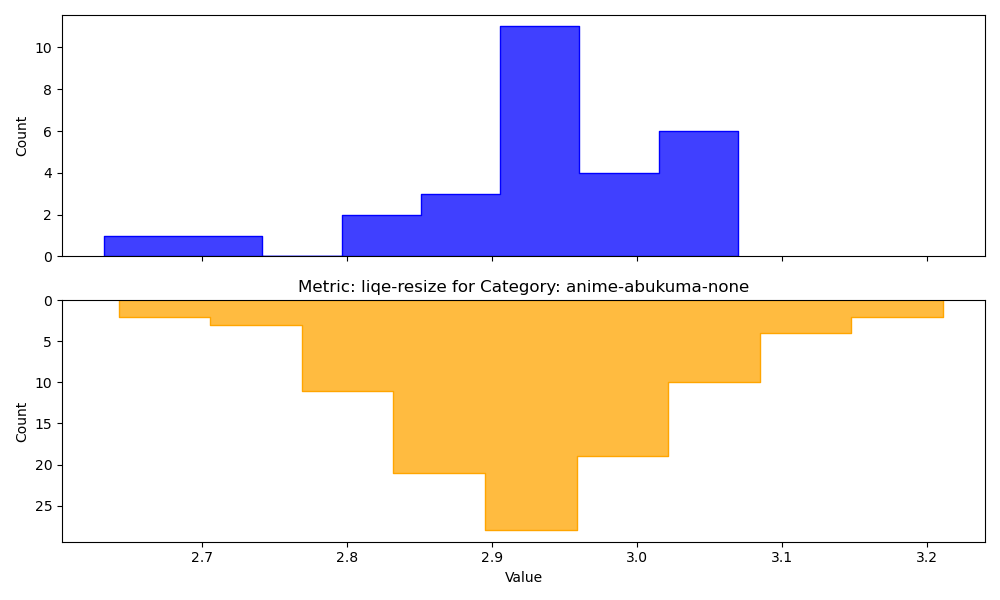 Count
10
8
6
4
2
0
Metric: liqe-resize for Category: anime-abukuma-none
Count
0
5
10
15
20
25
2.7 2.8 2.9 3.0 3.1 3.2
Value